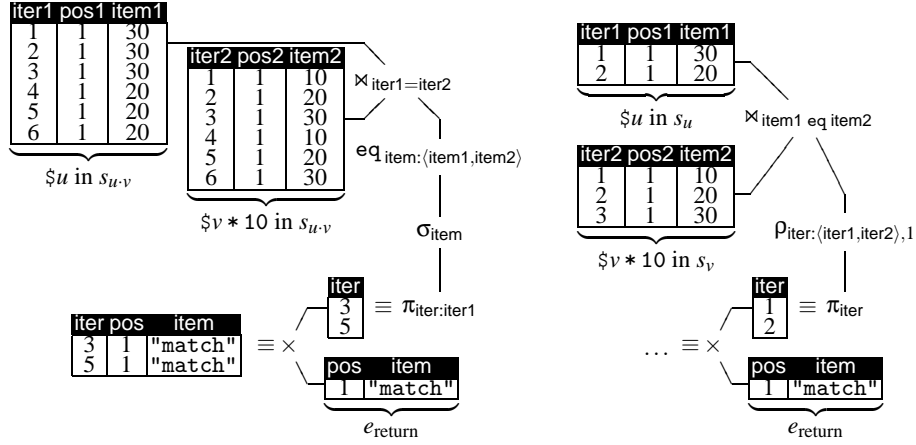 iter1 pos1 item1
1 1 30
2 1 30
3 1 30
4 1 20
5 1 20
6 1 20
$u in s_{u·v}
iter2 pos2 item2
1 1 10
2 1 20
3 1 30
4 1 10
5 1 20
6 1 30
$v * 10 in s_{u·v}
⋈ iter1=iter2
eq item:⟨item1,item2⟩
σ item
iter
3
5
≡ π iter:iter1
iter pos item
3 1 "match"
5 1 "match"
≡ ×
pos item
1 "match"
e return
iter1 pos1 item1
1 1 30
2 1 20
$u in s_u
⋈ item1 eq item2
iter2 pos2 item2
1 1 10
2 1 20
3 1 30
$v * 10 in s_v
ρ iter:⟨iter1,iter2⟩,1
iter
1
2
≡ π iter
... ≡ ×
pos item
1 "match"
e return